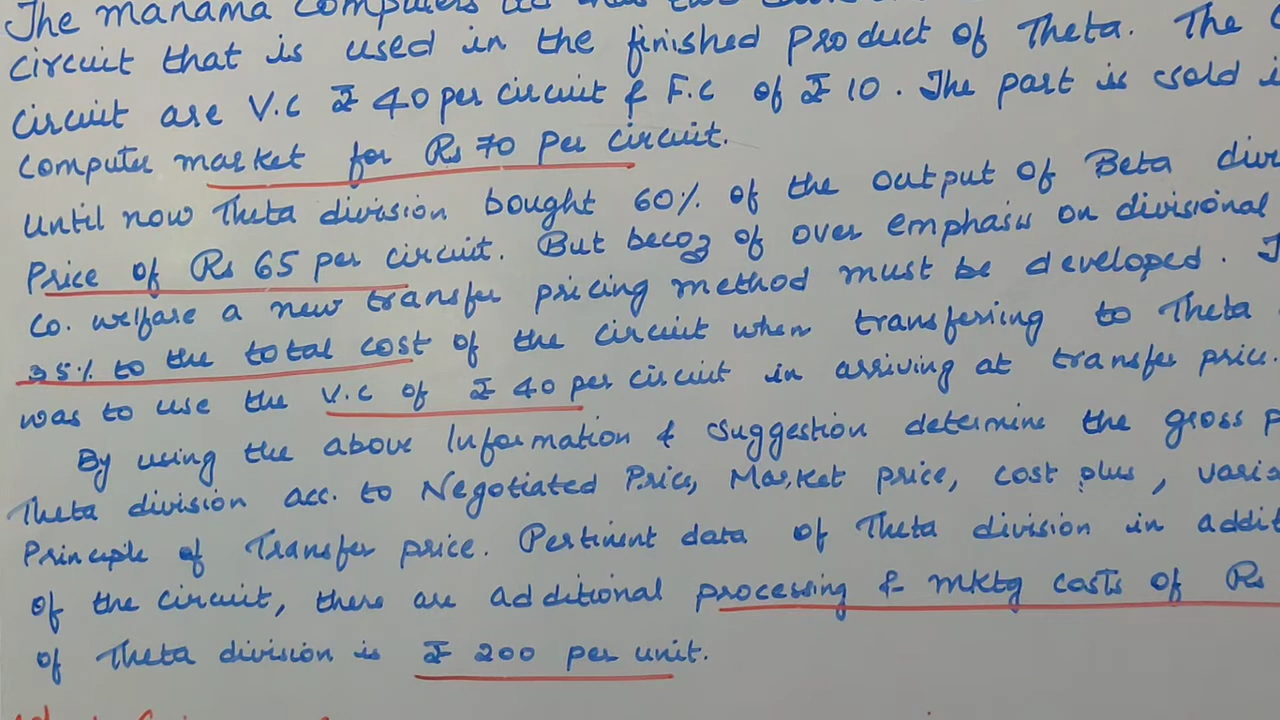 The Manama Computers
circuit that is used in the finished product of Theta. The
circuit are V.C ₹ 40 per circuit & F.C of ₹ 10. The part is sold
computer market for Rs 70 per circuit.
Until now Theta division bought 60% of the output of Beta
Price of Rs 65 per circuit. But becoz of over emphasis on divisional
Co. welfare a new transfer pricing method must be developed.
35% to the total cost of the circuit when transferring to Theta
was to use the V.C of ₹ 40 per circuit in arriving at transfer price.
By using the above Information & suggestion determine the gross
Theta division acc. to Negotiated Price, Market price, cost plus,
Principle of Transfer price. Pertinent data of Theta division in
of the circuit, there are additional processing & mktg costs of Rs
of Theta division is ₹ 200 per unit.